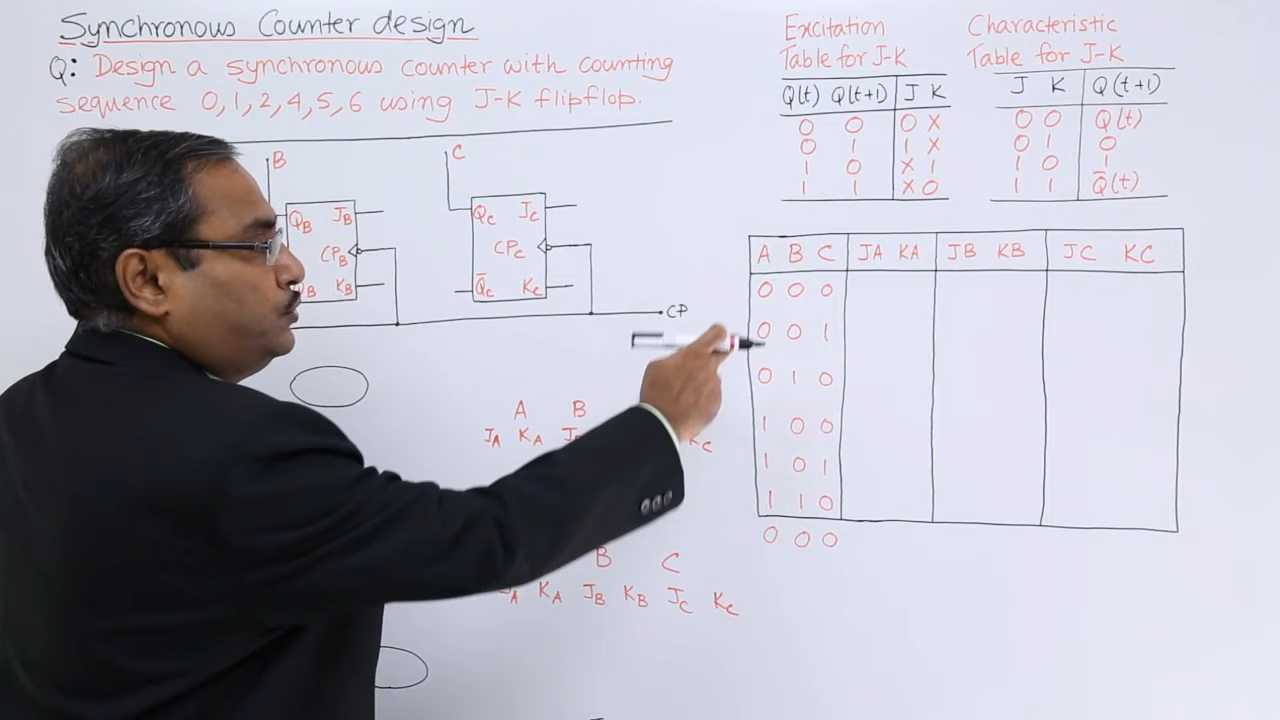 Synchronous Counter design
Q: Design a synchronous counter with counting
sequence 0,1,2,4,5,6 using J-K flipflop.
B
C
Q_B J_B
CP_B
K_B
Q_C J_C
CP_C
Q̅_C K_C
CP
A B
J_A K_A
B C
K_A J_B K_B J_C K_C
Excitation
Table for J-K
Q(t) Q(t+1) J K
0 0 0 X
0 1 1 X
1 0 X 1
1 1 X 0
Characteristic
Table for J-K
J K Q(t+1)
0 0 Q(t)
0 1 0
1 0 1
1 1 Q̅(t)
A B C JA KA JB KB JC KC
0 0 0
0 0 1
0 1 0
1 0 0
1 0 1
1 1 0
0 0 0